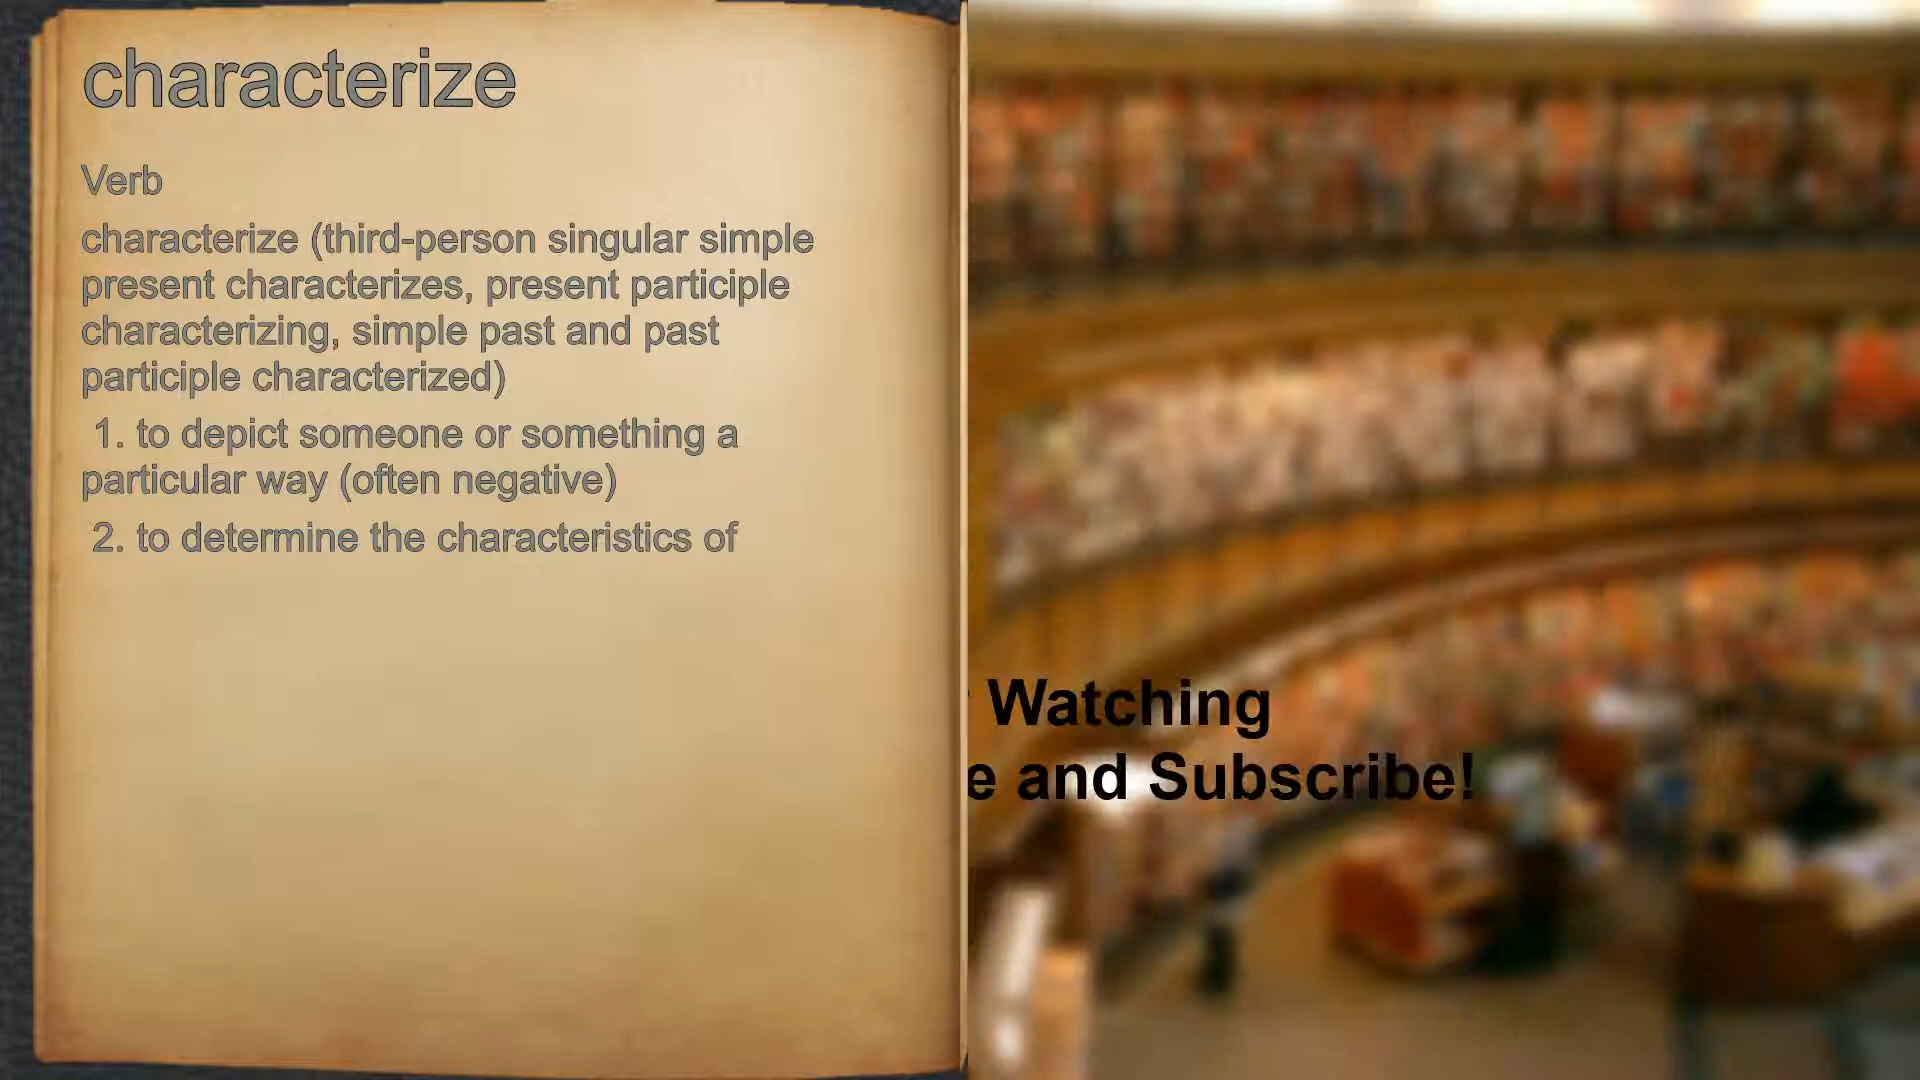 characterize
Verb
characterize (third-person singular simple
present characterizes, present participle
characterizing, simple past and past
participle characterized)
1. to depict someone or something a
particular way (often negative)
2. to determine the characteristics of
Watching
e and Subscribe!